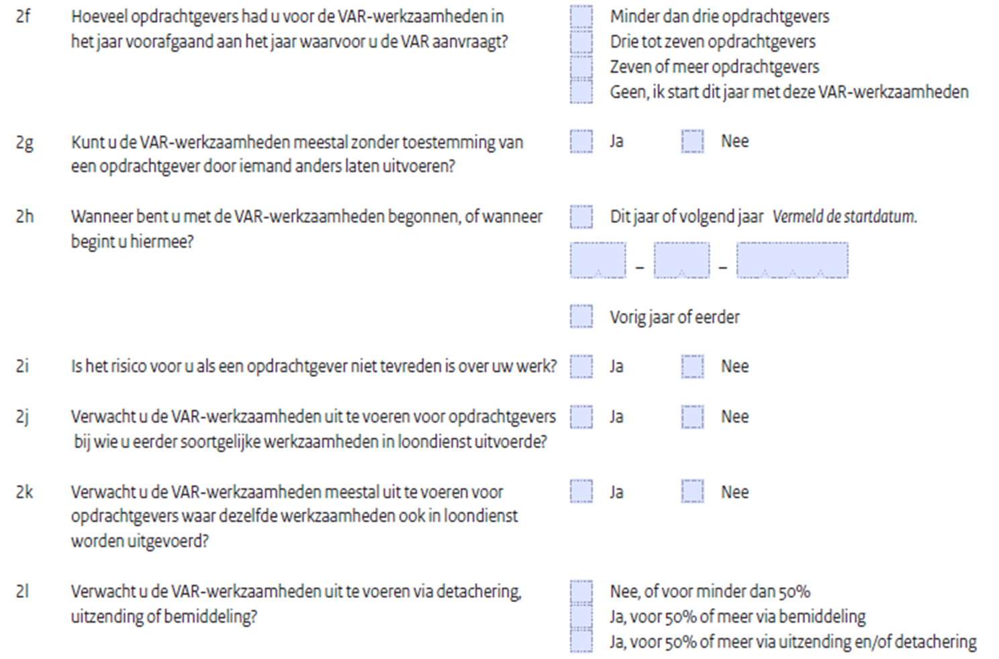 2f Hoeveel opdrachtgevers had u voor de VAR-werkzaamheden in
het jaar voorafgaand aan het jaar waarvoor u de VAR aanvraagt?
Minder dan drie opdrachtgevers
Drie tot zeven opdrachtgevers
Zeven of meer opdrachtgevers
Geen, ik start dit jaar met deze VAR-werkzaamheden
2g Kunt u de VAR-werkzaamheden meestal zonder toestemming van
een opdrachtgever door iemand anders laten uitvoeren?
Ja Nee
2h Wanneer bent u met de VAR-werkzaamheden begonnen, of wanneer
begint u hiermee?
Dit jaar of volgend jaar Vermeld de startdatum.
– –
Vorig jaar of eerder
2i Is het risico voor u als een opdrachtgever niet tevreden is over uw werk? Ja Nee
2j Verwacht u de VAR-werkzaamheden uit te voeren voor opdrachtgevers
bij wie u eerder soortgelijke werkzaamheden in loondienst uitvoerde?
Ja Nee
2k Verwacht u de VAR-werkzaamheden meestal uit te voeren voor
opdrachtgevers waar dezelfde werkzaamheden ook in loondienst
worden uitgevoerd?
Ja Nee
2l Verwacht u de VAR-werkzaamheden uit te voeren via detachering,
uitzending of bemiddeling?
Nee, of voor minder dan 50%
Ja, voor 50% of meer via bemiddeling
Ja, voor 50% of meer via uitzending en/of detachering